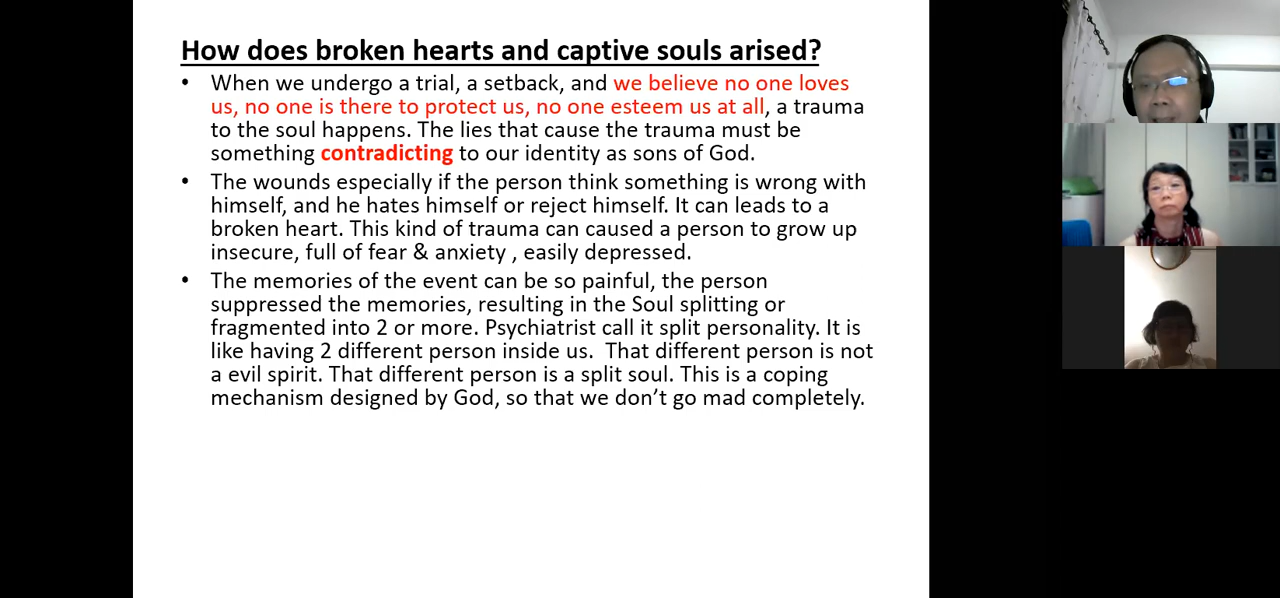 How does broken hearts and captive souls arised?
• When we undergo a trial, a setback, and we believe no one loves
us, no one is there to protect us, no one esteem us at all, a trauma
to the soul happens. The lies that cause the trauma must be
something contradicting to our identity as sons of God.
• The wounds especially if the person think something is wrong with
himself, and he hates himself or reject himself. It can leads to a
broken heart. This kind of trauma can caused a person to grow up
insecure, full of fear & anxiety , easily depressed.
• The memories of the event can be so painful, the person
suppressed the memories, resulting in the Soul splitting or
fragmented into 2 or more. Psychiatrist call it split personality. It is
like having 2 different person inside us.  That different person is not
a evil spirit. That different person is a split soul. This is a coping
mechanism designed by God, so that we don’t go mad completely.